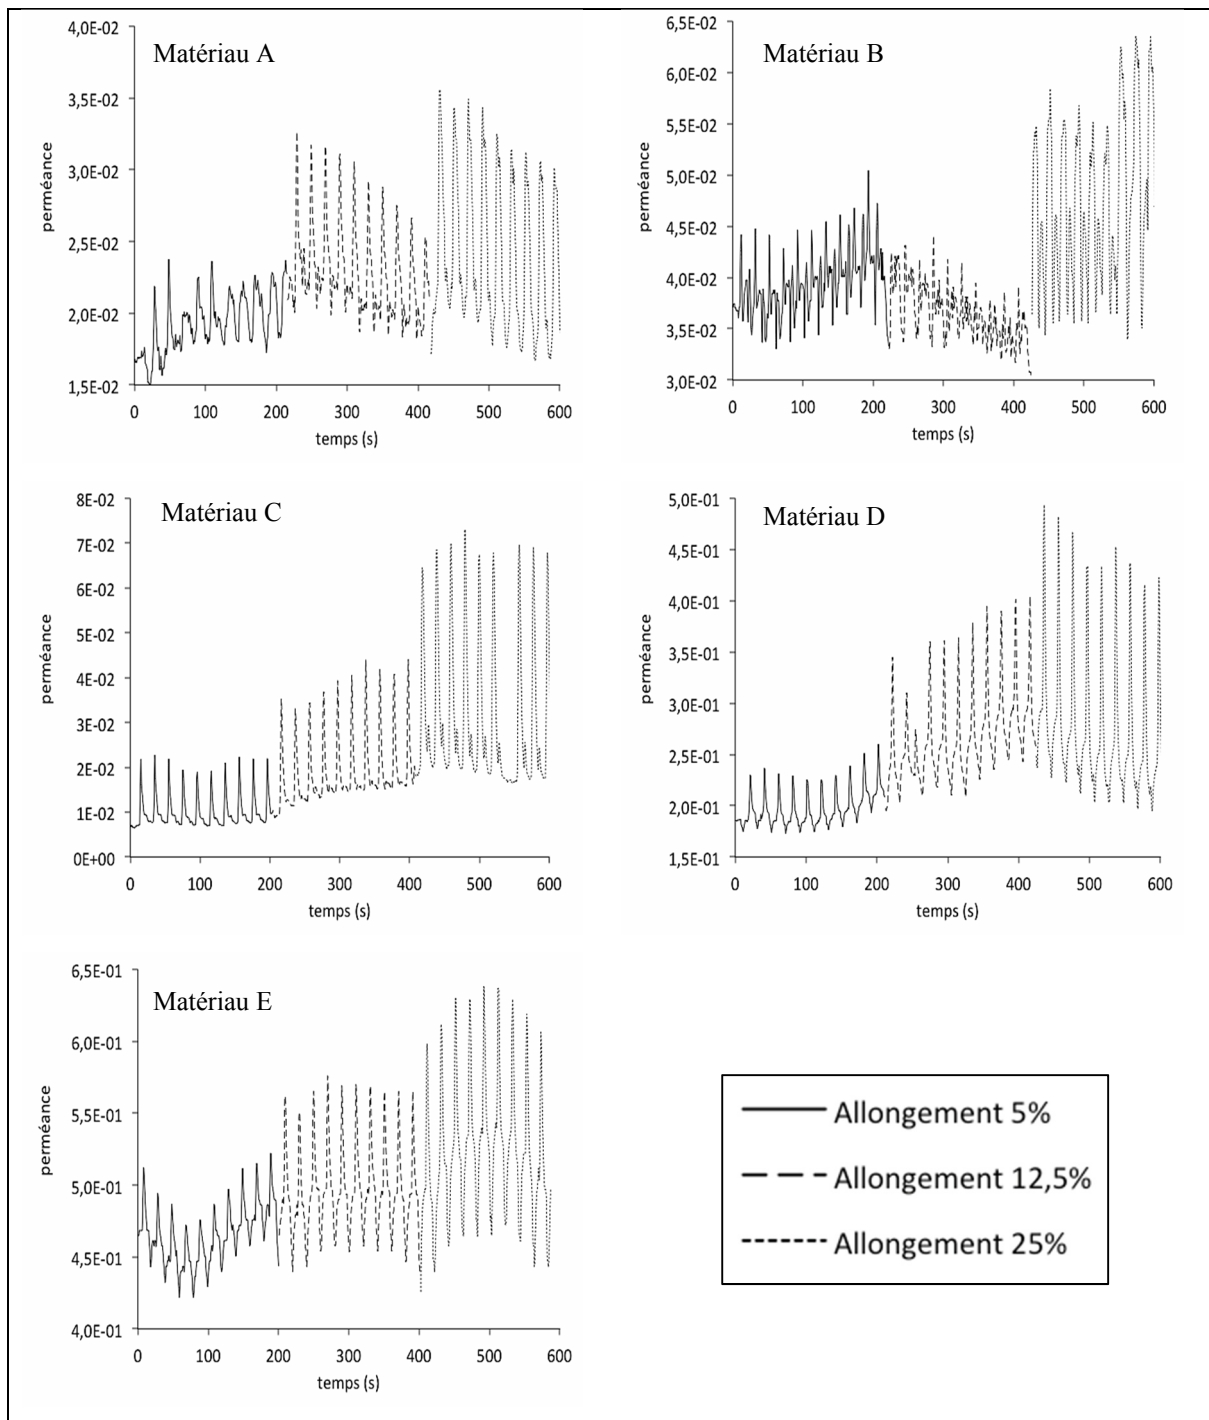 Matériau A
perméance
4,0E-02
3,5E-02
3,0E-02
2,5E-02
2,0E-02
1,5E-02
0 100 200 300 400 500 600
temps (s)
Matériau B
perméance
6,5E-02
6,0E-02
5,5E-02
5,0E-02
4,5E-02
4,0E-02
3,5E-02
3,0E-02
0 100 200 300 400 500 600
temps (s)
Matériau C
perméance
8E-02
7E-02
6E-02
5E-02
4E-02
3E-02
2E-02
1E-02
0E+00
0 100 200 300 400 500 600
temps (s)
Matériau D
perméance
5,0E-01
4,5E-01
4,0E-01
3,5E-01
3,0E-01
2,5E-01
2,0E-01
1,5E-01
0 100 200 300 400 500 600
temps (s)
Matériau E
perméance
6,5E-01
6,0E-01
5,5E-01
5,0E-01
4,5E-01
4,0E-01
0 100 200 300 400 500 600
temps (s)
Allongement 5%
Allongement 12,5%
Allongement 25%